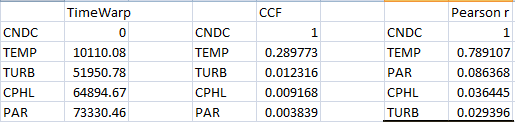 TimeWarp CCF Pearson r
CNDC 0 CNDC 1 CNDC 1
TEMP 10110.08 TEMP 0.289773 TEMP 0.789107
TURB 51950.78 TURB 0.012316 PAR 0.086368
CPHL 64894.67 CPHL 0.009168 CPHL 0.036445
PAR 73330.46 PAR 0.003839 TURB 0.029396